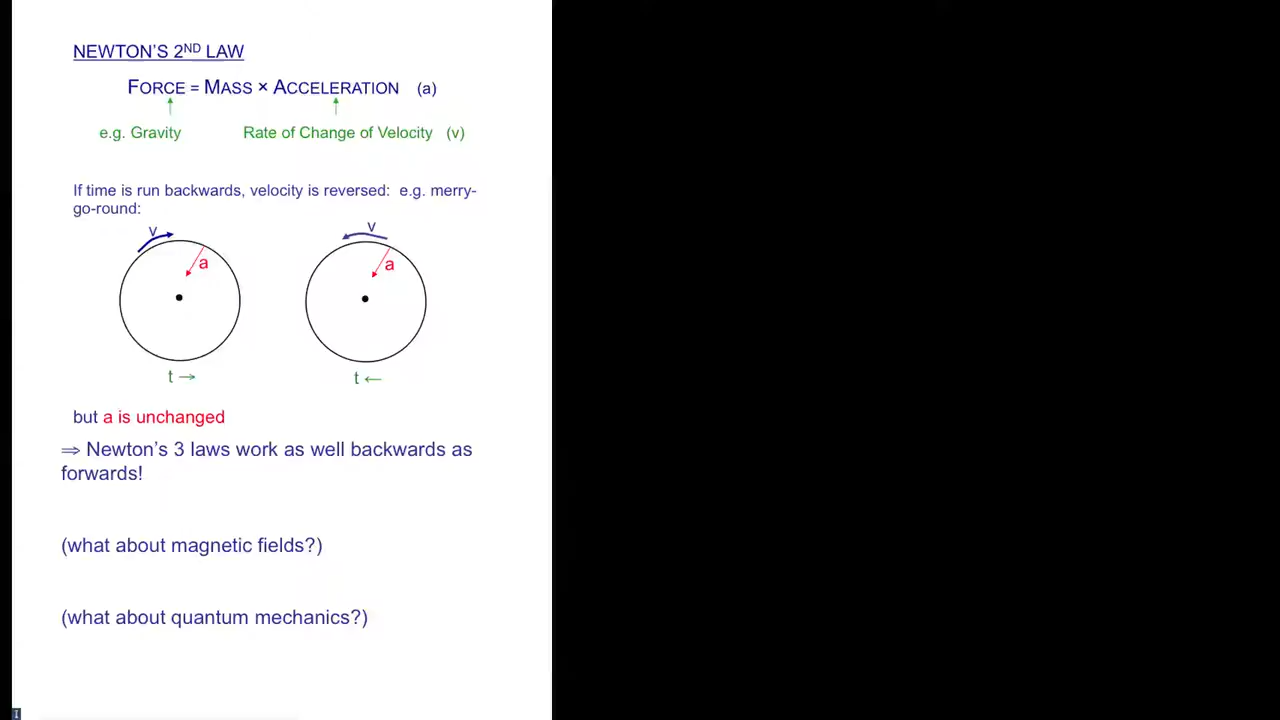 NEWTON'S 2ND LAW
FORCE = MASS × ACCELERATION (a)
e.g. Gravity Rate of Change of Velocity (v)
If time is run backwards, velocity is reversed: e.g. merry-
go-round:
v v
a a
t → t ←
but a is unchanged
⇒ Newton's 3 laws work as well backwards as
forwards!
(what about magnetic fields?)
(what about quantum mechanics?)